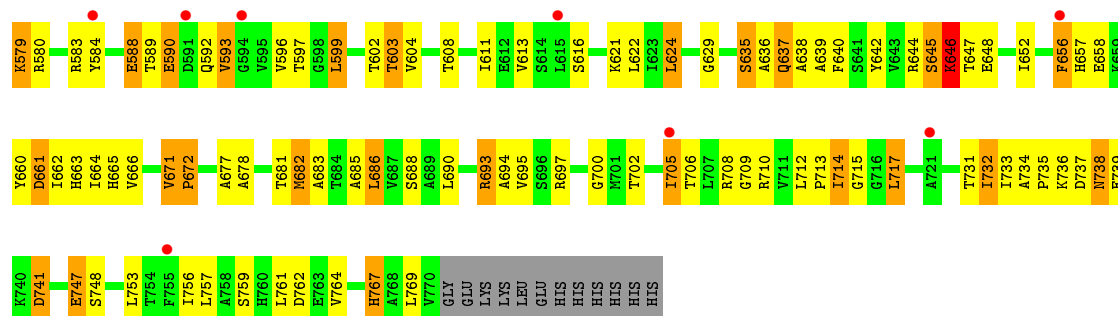 K579 R580 R583 Y584 E588 T589 E590 D591 Q592 V593 G594 V595 V596 T597 G598 L599 T602 T603 V604 T608 I611 E612 V613 S614 L615 S616 K621 L622 I623 L624 G629 S635 A636 Q637 A638 A639 F640 S641 Y642 V643 R644 S645 K646 T647 E648 I652 F656 H657 E658 K659
Y660 D661 I662 H663 I664 H665 V666 V671 P672 A677 A678 T681 M682 A683 T684 A685 L686 V687 S688 A689 L690 R693 A694 V695 S696 R697 G700 M701 T702 I705 T706 L707 R708 G709 R710 V711 L712 P713 I714 G715 G716 L717 A721 T731 I732 I733 A734 P735 K736 D737 N738
K740 D741 E747 S748 L753 T754 F755 I756 L757 A758 S759 H760 L761 D762 E763 V764 H767 A768 L769 V770 GLY GLU LYS LYS LEU GLU HIS HIS HIS HIS HIS HIS